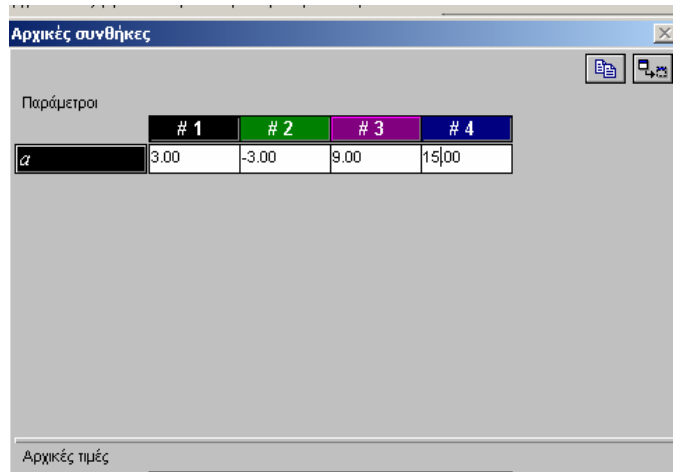 Αρχικές συνθήκες
Παράμετροι
# 1 # 2 # 3 # 4
α 3.00 -3.00 9.00 15.00
Αρχικές τιμές